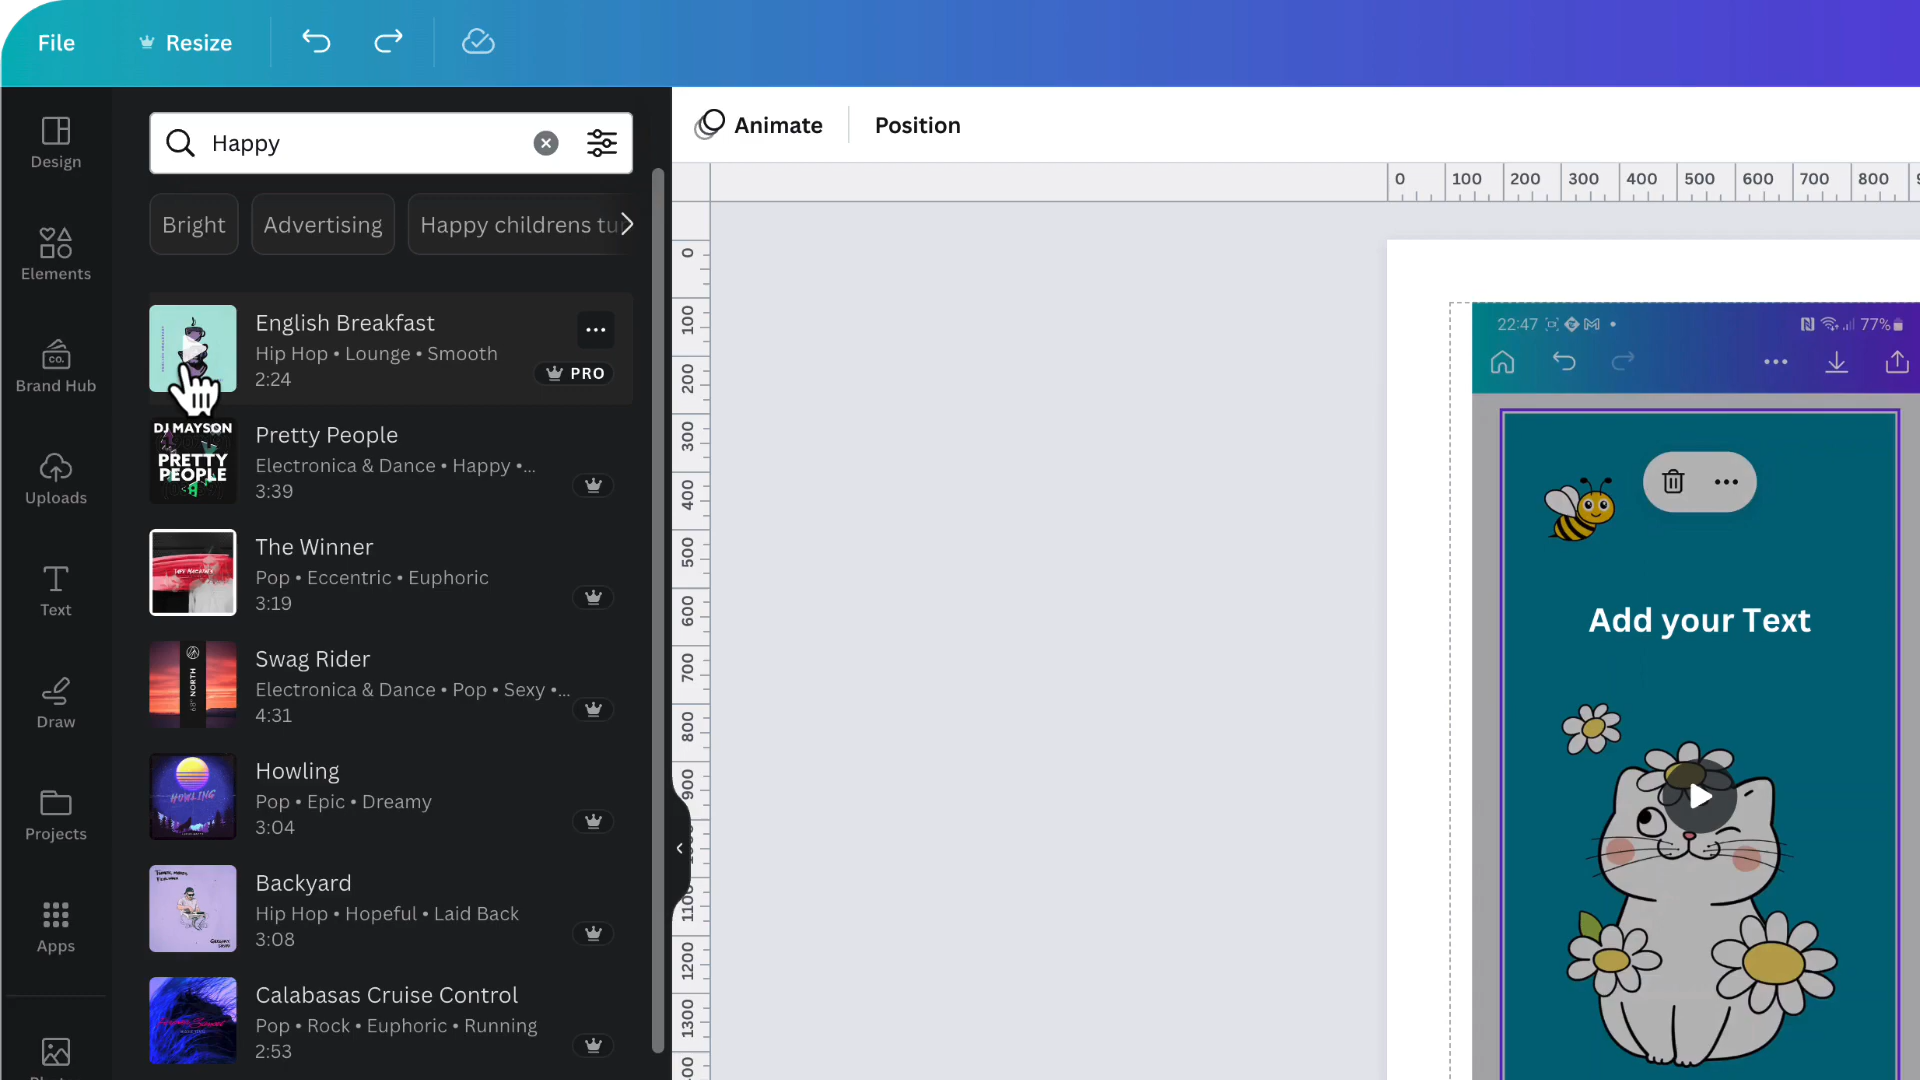 File
Resize
Design
Elements
CO.
Brand Hub
Uploads
Text
Draw
Projects
Apps
Happy
Bright
Advertising
Happy childrens tu
English Breakfast
Hip Hop • Lounge • Smooth
2:24
PRO
DJ MAYSON
PRETTY
PEOPLE
Pretty People
Electronica & Dance • Happy •...
3:39
The Winner
Pop • Eccentric • Euphoric
3:19
NORTH
Swag Rider
Electronica & Dance • Pop • Sexy •...
4:31
HOWLING
Howling
Pop • Epic • Dreamy
3:04
Backyard
Hip Hop • Hopeful • Laid Back
3:08
Calabasas Cruise Control
Pop • Rock • Euphoric • Running
2:53
Animate
Position
0 100 200 300 400 500 600 700 800
0
100
200
300
400
500
600
700
800
900
1100
1200
1300
22:47
77%
Add your Text